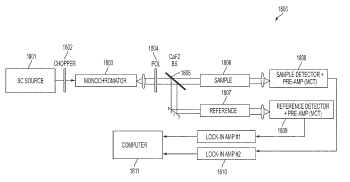 1800
1801
SC SOURCE
1802
CHOPPER
1803
MONOCHROMATOR
1804
POL
CaF2
BS
1805
1806
SAMPLE
1807
REFERENCE
1808
SAMPLE DETECTOR +
PRE-AMP (MCT)
REFERENCE DETECTOR
+ PRE-AMP (MCT)
1809
LOCK-IN AMP #1
LOCK-IN AMP #2
1810
COMPUTER
1811